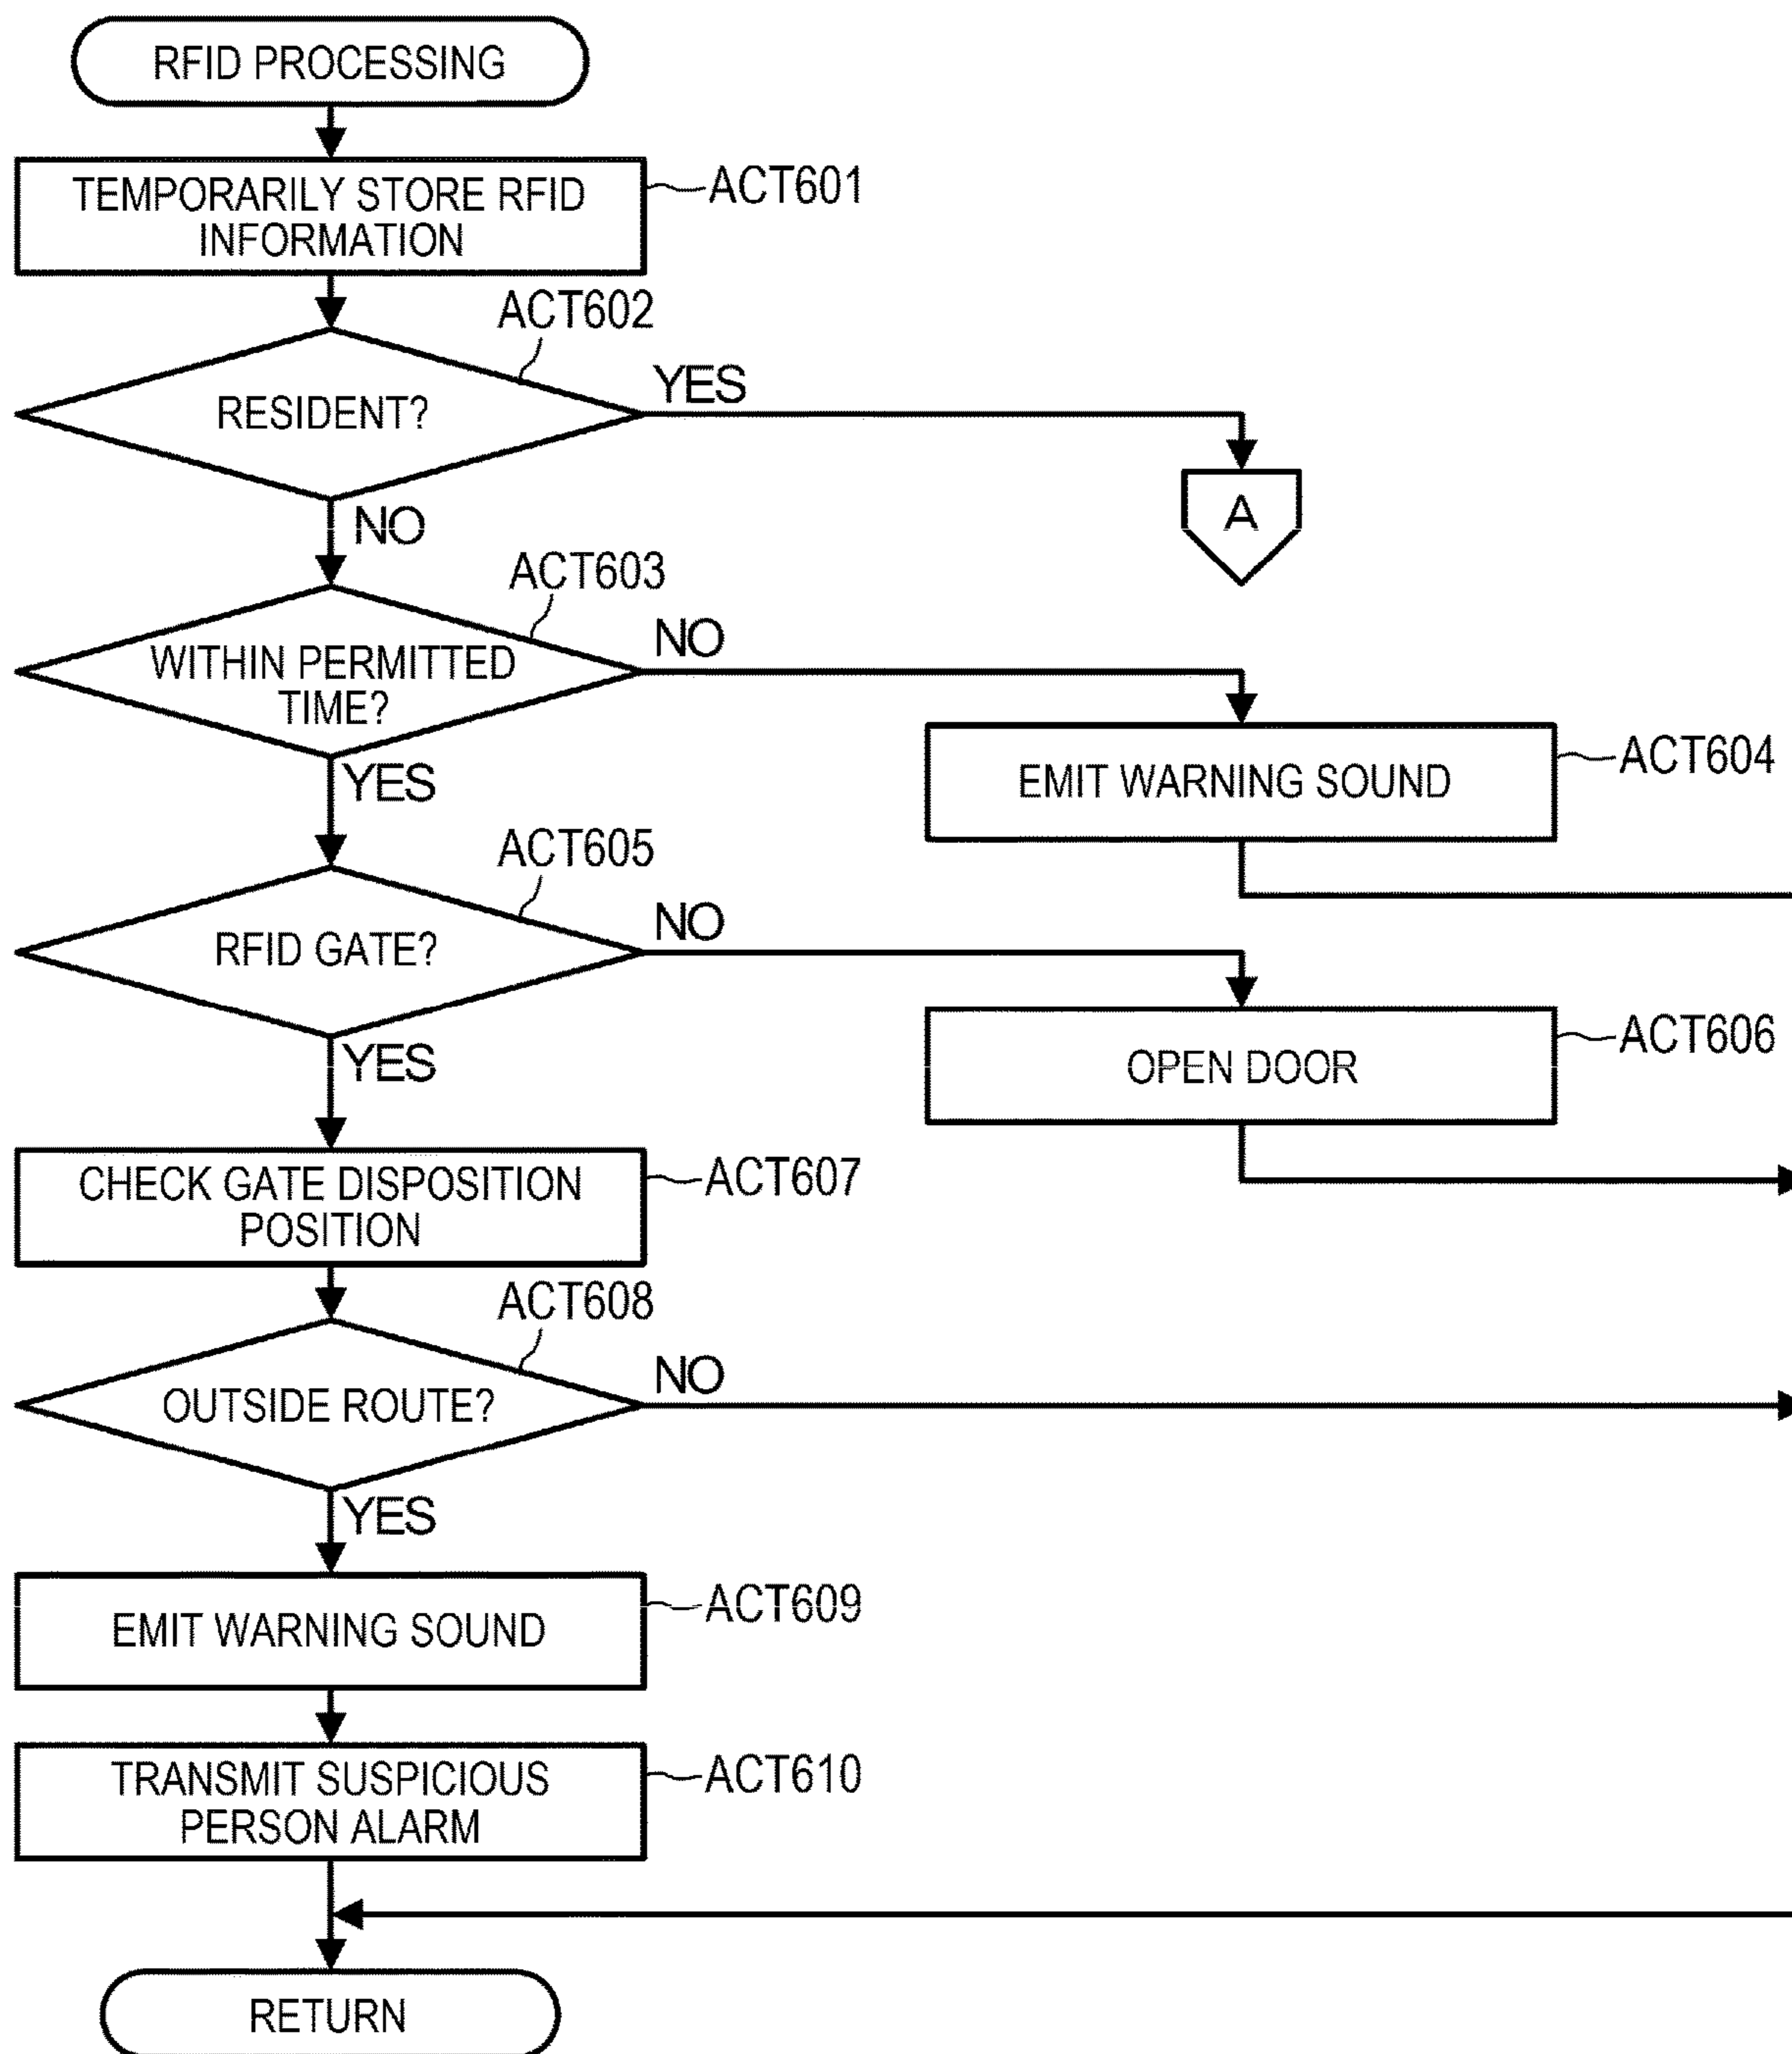 RFID PROCESSING
TEMPORARILY STORE RFID
INFORMATION
ACT601
ACT602
RESIDENT?
YES
A
NO
ACT603
WITHIN PERMITTED
TIME?
NO
EMIT WARNING SOUND
ACT604
YES
ACT605
RFID GATE?
NO
OPEN DOOR
ACT606
YES
CHECK GATE DISPOSITION
POSITION
ACT607
ACT608
OUTSIDE ROUTE?
NO
YES
EMIT WARNING SOUND
ACT609
TRANSMIT SUSPICIOUS
PERSON ALARM
ACT610
RETURN